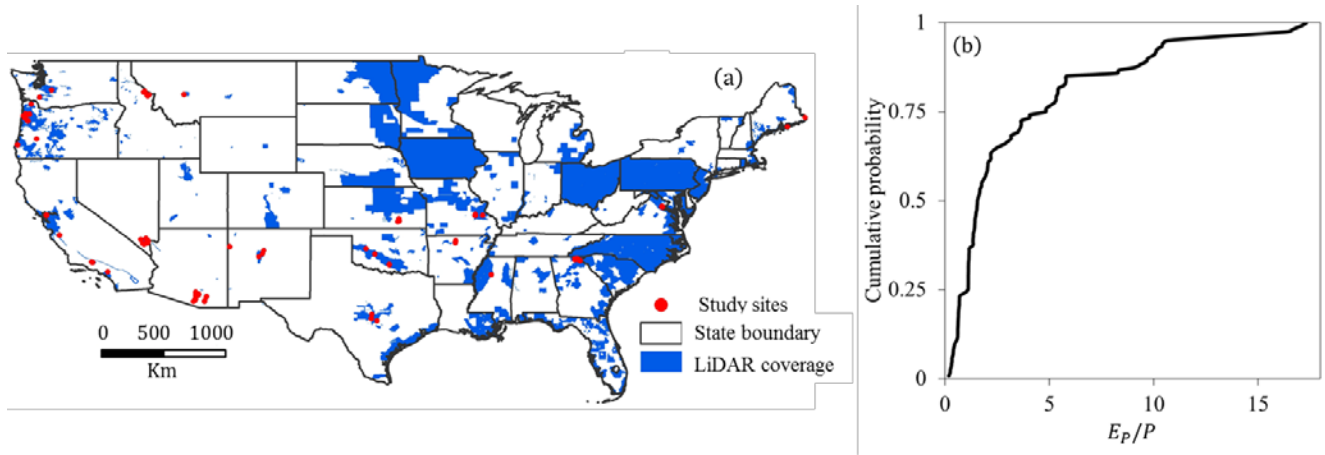 (a)
Study sites
0 500 1000
State boundary
Km
LiDAR coverage
(b)
Cumulative probability
1
0.75
0.5
0.25
0
0 5 10 15
E_P/P